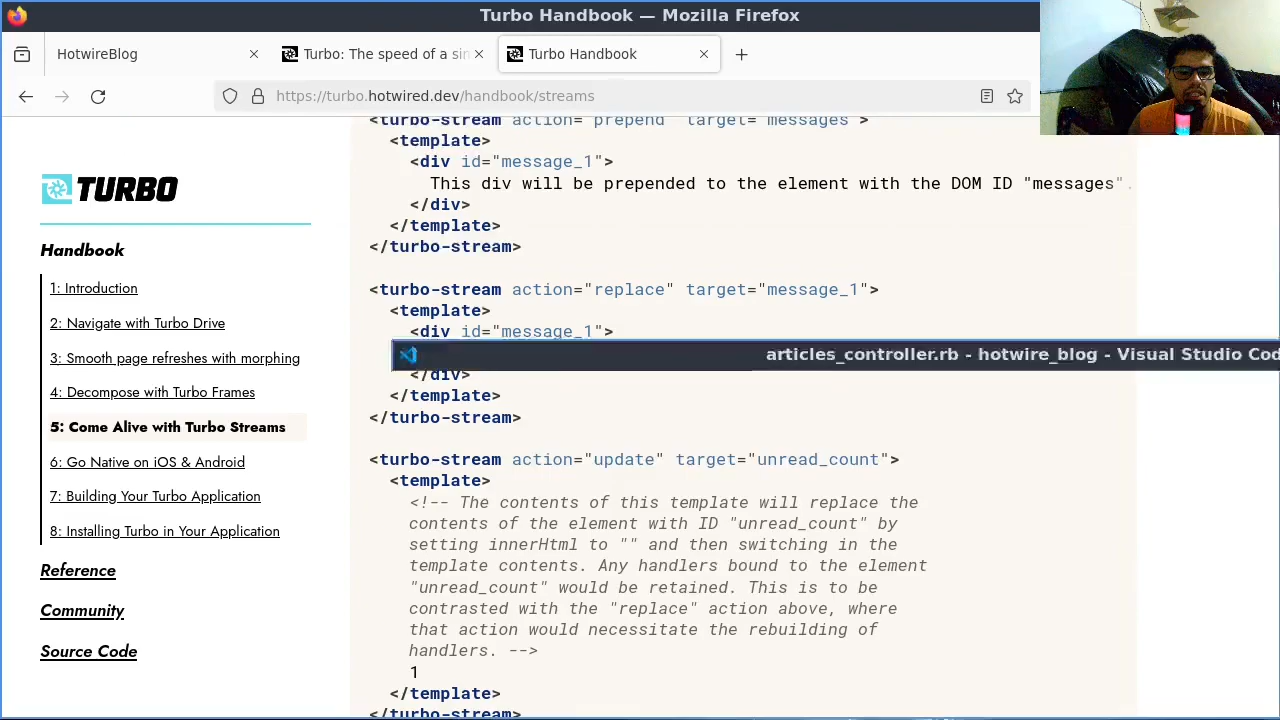 Turbo Handbook — Mozilla Firefox
HotwireBlog
Turbo: The speed of a sin
Turbo Handbook
https://turbo.hotwired.dev/handbook/streams
TURBO
Handbook
1: Introduction
2: Navigate with Turbo Drive
3: Smooth page refreshes with morphing
4: Decompose with Turbo Frames
5: Come Alive with Turbo Streams
6: Go Native on iOS & Android
7: Building Your Turbo Application
8: Installing Turbo in Your Application
Reference
Community
Source Code
<turbo-stream action="prepend" target="messages">
<template>
<div id="message_1">
This div will be prepended to the element with the DOM ID "messages".
</div>
</template>
</turbo-stream>
<turbo-stream action="replace" target="message_1">
<template>
<div id="message_1">
articles_controller.rb - hotwire_blog - Visual Studio Cod
</div>
</template>
</turbo-stream>
<turbo-stream action="update" target="unread_count">
<template>
<!-- The contents of this template will replace the
contents of the element with ID "unread_count" by
setting innerHtml to "" and then switching in the
template contents. Any handlers bound to the element
"unread_count" would be retained. This is to be
contrasted with the "replace" action above, where
that action would necessitate the rebuilding of
handlers. -->
1
</template>
</turbo-stream>